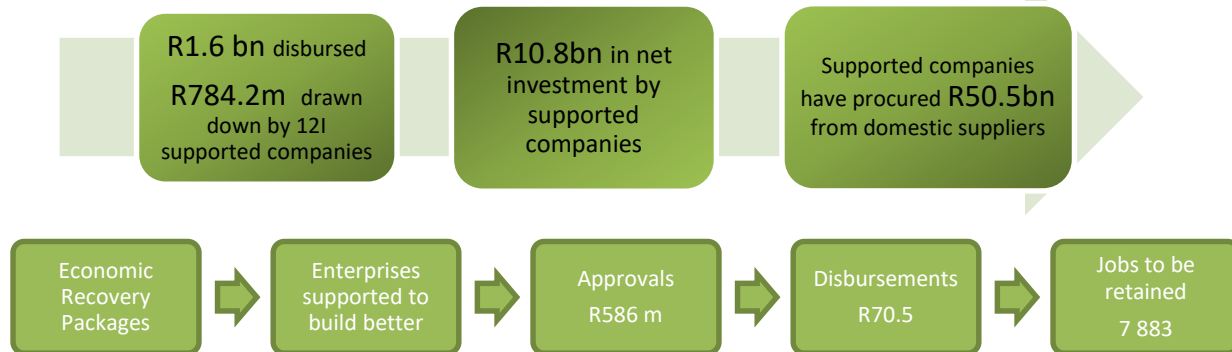 R1.6 bn disbursed
R784.2m drawn
down by 12I
supported companies
R10.8bn in net
investment by
supported
companies
Supported companies
have procured R50.5bn
from domestic suppliers
Economic
Recovery
Packages
Enterprises
supported to
build better
Approvals
R586 m
Disbursements
R70.5
Jobs to be
retained
7 883